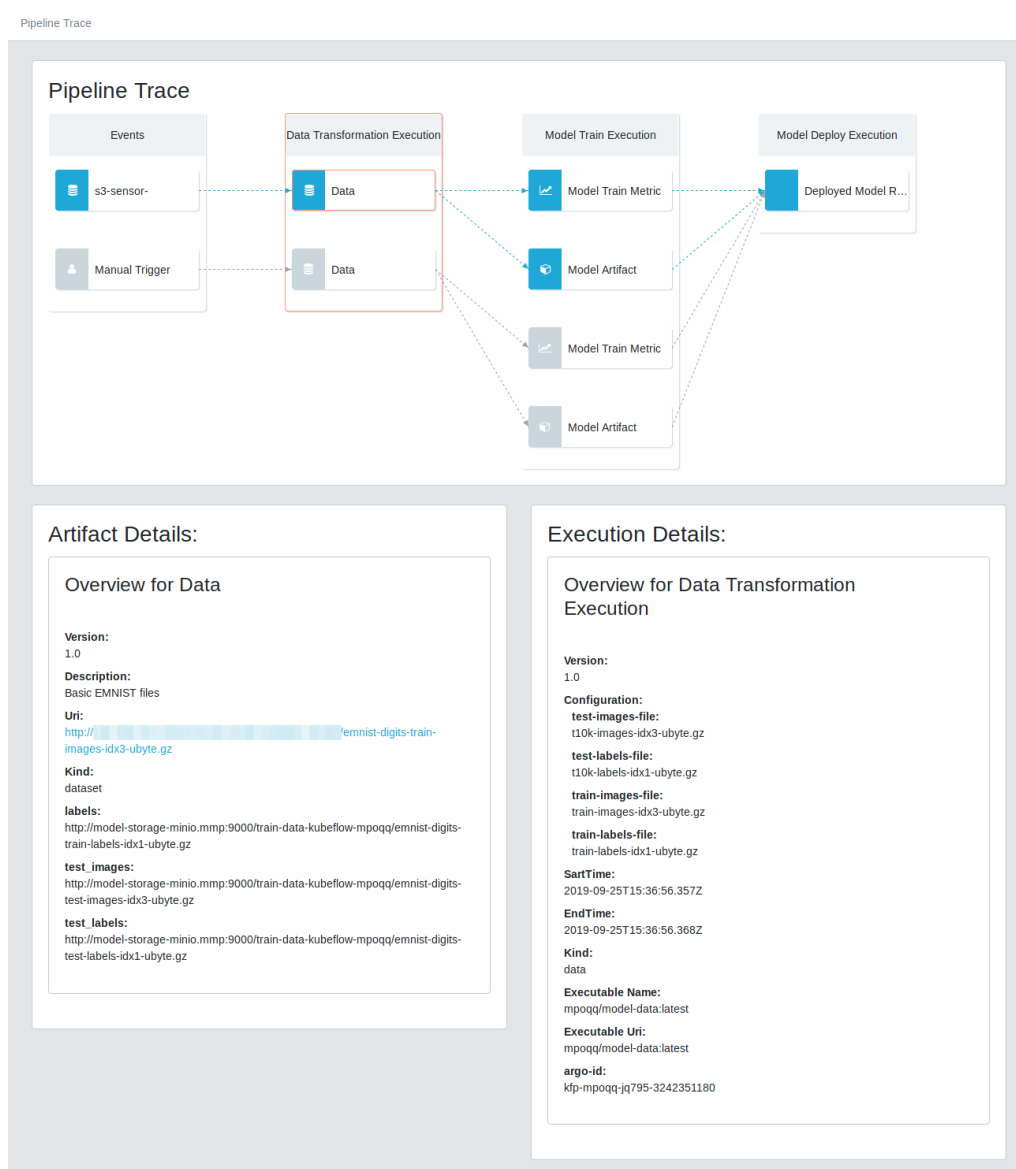 Pipeline Trace
Pipeline Trace
Events
Data Transformation Execution
Model Train Execution
Model Deploy Execution
s3-sensor-
Data
Model Train Metric
Deployed Model R...
Manual Trigger
Data
Model Artifact
Model Train Metric
Model Artifact
Artifact Details:
Overview for Data
Version:
1.0
Description:
Basic EMNIST files
Uri:
http:// /emnist-digits-train-
images-idx3-ubyte.gz
Kind:
dataset
labels:
http://model-storage-minio.mmp:9000/train-data-kubeflow-mpoqq/emnist-digits-
train-labels-idx1-ubyte.gz
test_images:
http://model-storage-minio.mmp:9000/train-data-kubeflow-mpoqq/emnist-digits-
test-images-idx3-ubyte.gz
test_labels:
http://model-storage-minio.mmp:9000/train-data-kubeflow-mpoqq/emnist-digits-
test-labels-idx1-ubyte.gz
Execution Details:
Overview for Data Transformation
Execution
Version:
1.0
Configuration:
test-images-file:
t10k-images-idx3-ubyte.gz
test-labels-file:
t10k-labels-idx1-ubyte.gz
train-images-file:
train-images-idx3-ubyte.gz
train-labels-file:
train-labels-idx1-ubyte.gz
SartTime:
2019-09-25T15:36:56.357Z
EndTime:
2019-09-25T15:36:56.368Z
Kind:
data
Executable Name:
mpoqq/model-data:latest
Executable Uri:
mpoqq/model-data:latest
argo-id:
kfp-mpoqq-jq795-3242351180